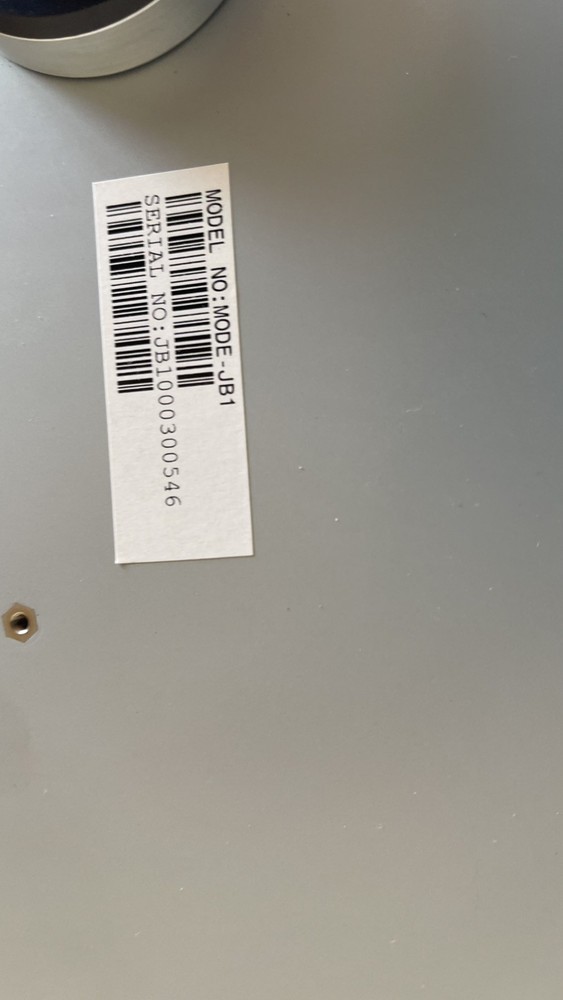 MODEL NO:MODE-JB1
SERIAL NO:JB1000300546